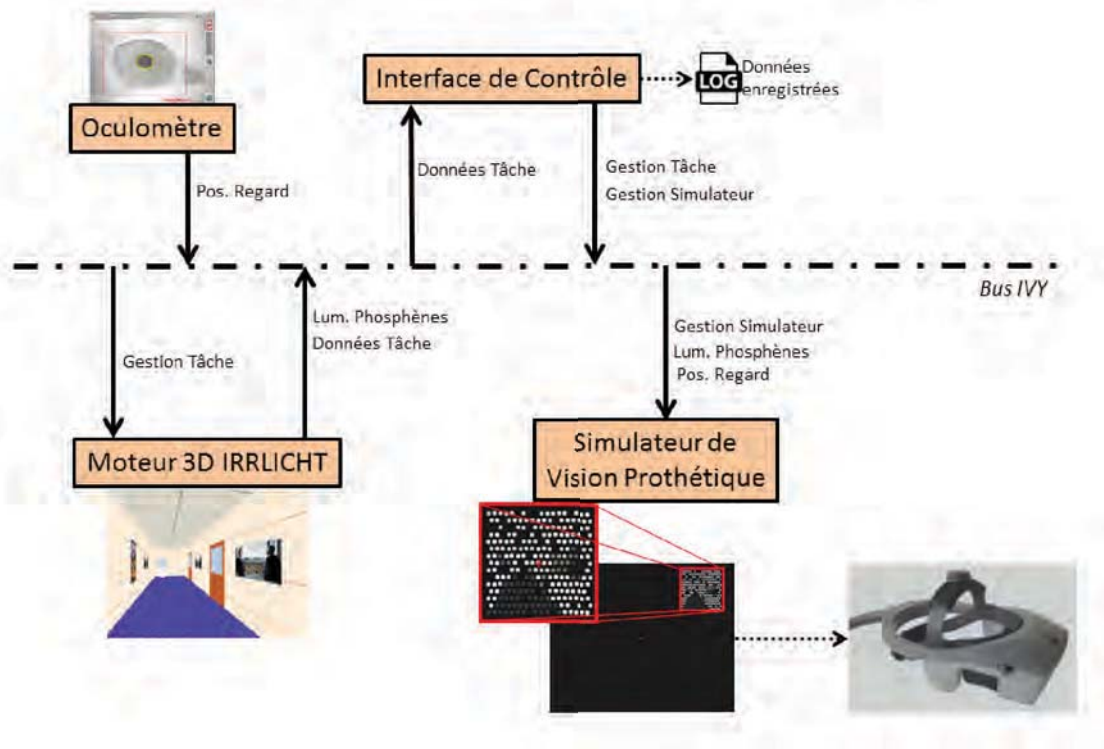 Oculomètre
Pos. Regard
Interface de Contrôle
LOG
Données
enregistrées
Données Tâche
Gestion Tâche
Gestion Simulateur
Bus IVY
Gestion Tâche
Lum. Phosphènes
Données Tâche
Gestion Simulateur
Lum. Phosphènes
Pos. Regard
Moteur 3D IRRLICHT
Simulateur de
Vision Prothétique